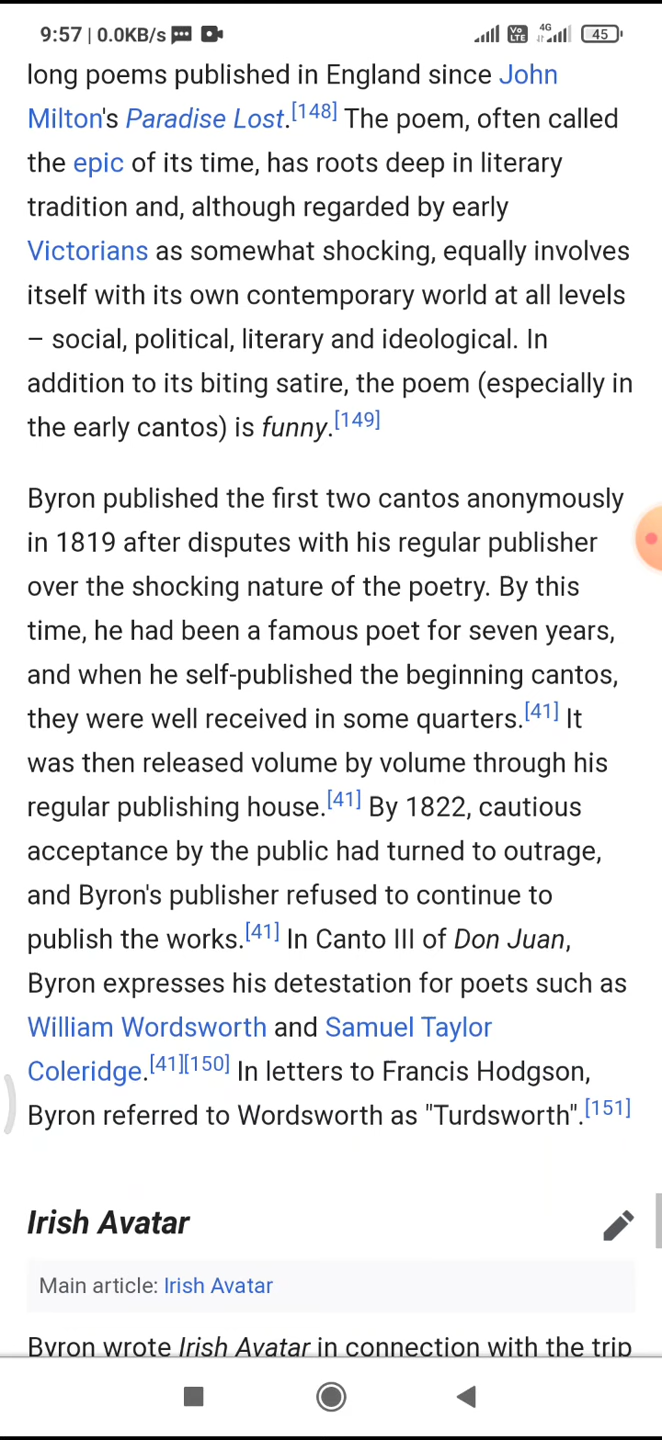 9:57 | 0.0KB/s
Vo LTE 4G 45
long poems published in England since John
Milton's Paradise Lost.[148] The poem, often called
the epic of its time, has roots deep in literary
tradition and, although regarded by early
Victorians as somewhat shocking, equally involves
itself with its own contemporary world at all levels
– social, political, literary and ideological. In
addition to its biting satire, the poem (especially in
the early cantos) is funny.[149]
Byron published the first two cantos anonymously
in 1819 after disputes with his regular publisher
over the shocking nature of the poetry. By this
time, he had been a famous poet for seven years,
and when he self-published the beginning cantos,
they were well received in some quarters.[41] It
was then released volume by volume through his
regular publishing house.[41] By 1822, cautious
acceptance by the public had turned to outrage,
and Byron's publisher refused to continue to
publish the works.[41] In Canto III of Don Juan,
Byron expresses his detestation for poets such as
William Wordsworth and Samuel Taylor
Coleridge.[41][150] In letters to Francis Hodgson,
Byron referred to Wordsworth as "Turdsworth".[151]
Irish Avatar
Main article: Irish Avatar
Byron wrote Irish Avatar in connection with the trip